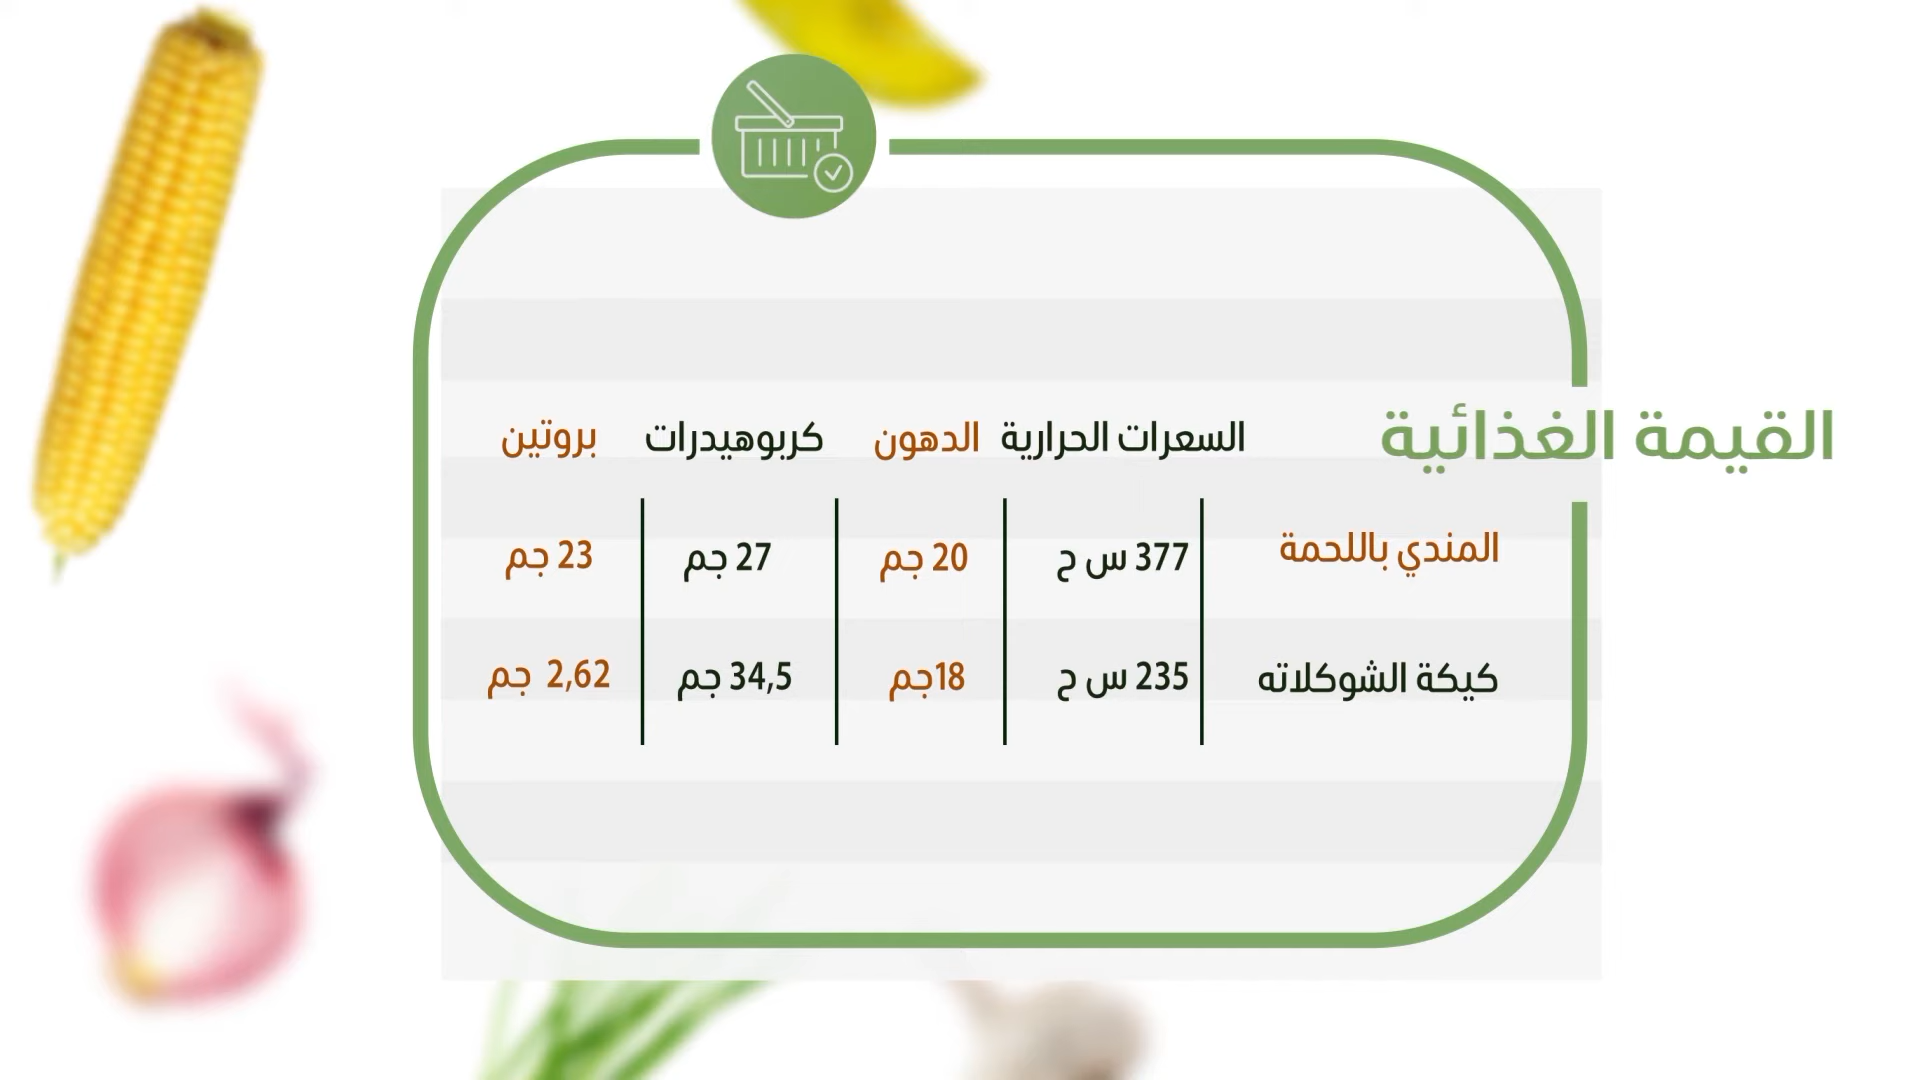 القيمة الغذائية
السعرات الحرارية الدهون كربوهيدرات بروتين
المندي باللحمة 377 س ح 20 جم 27 جم 23 جم
كيكة الشوكلاته 235 س ح 18جم 34,5 جم 2,62 جم